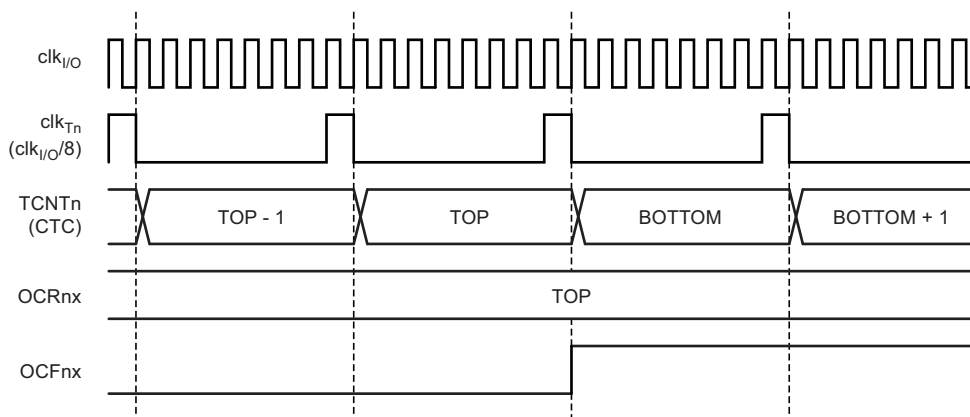 clkI/O
clkTn
(clkI/O/8)
TCNTn
(CTC)
TOP - 1
TOP
BOTTOM
BOTTOM + 1
OCRnx
TOP
OCFnx